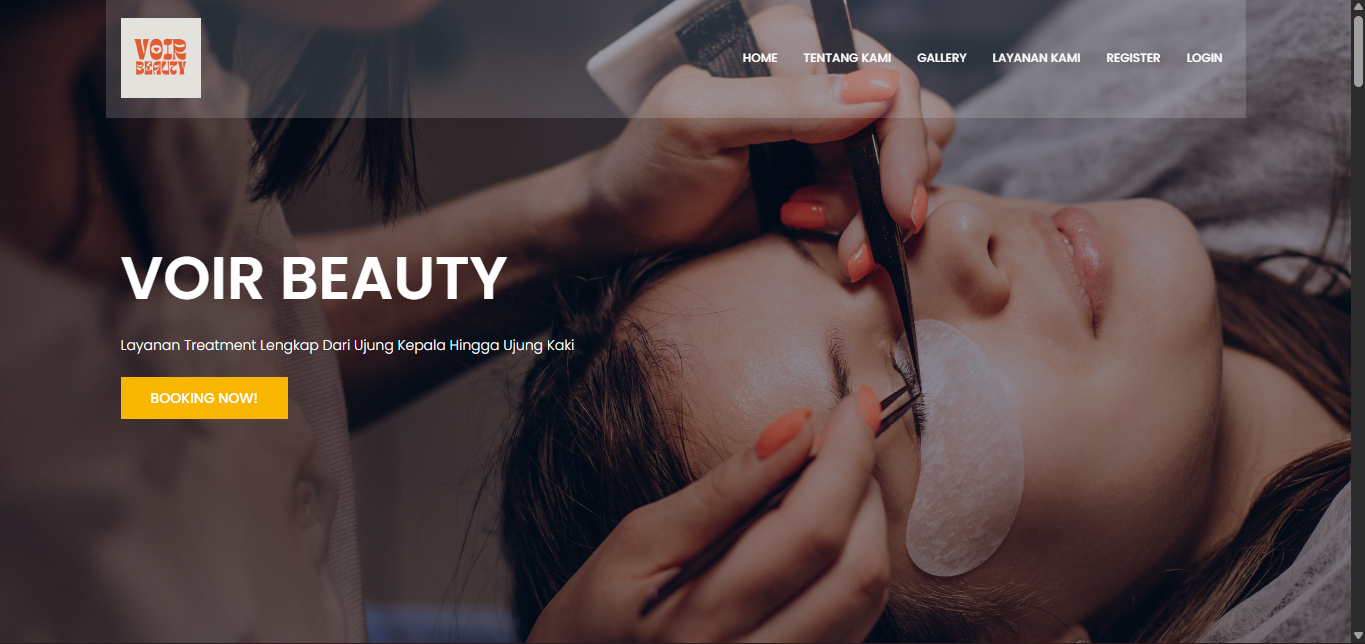 VOIR
BEAUTY
HOME TENTANG KAMI GALLERY LAYANAN KAMI REGISTER LOGIN
VOIR BEAUTY
Layanan Treatment Lengkap Dari Ujung Kepala Hingga Ujung Kaki
BOOKING NOW!